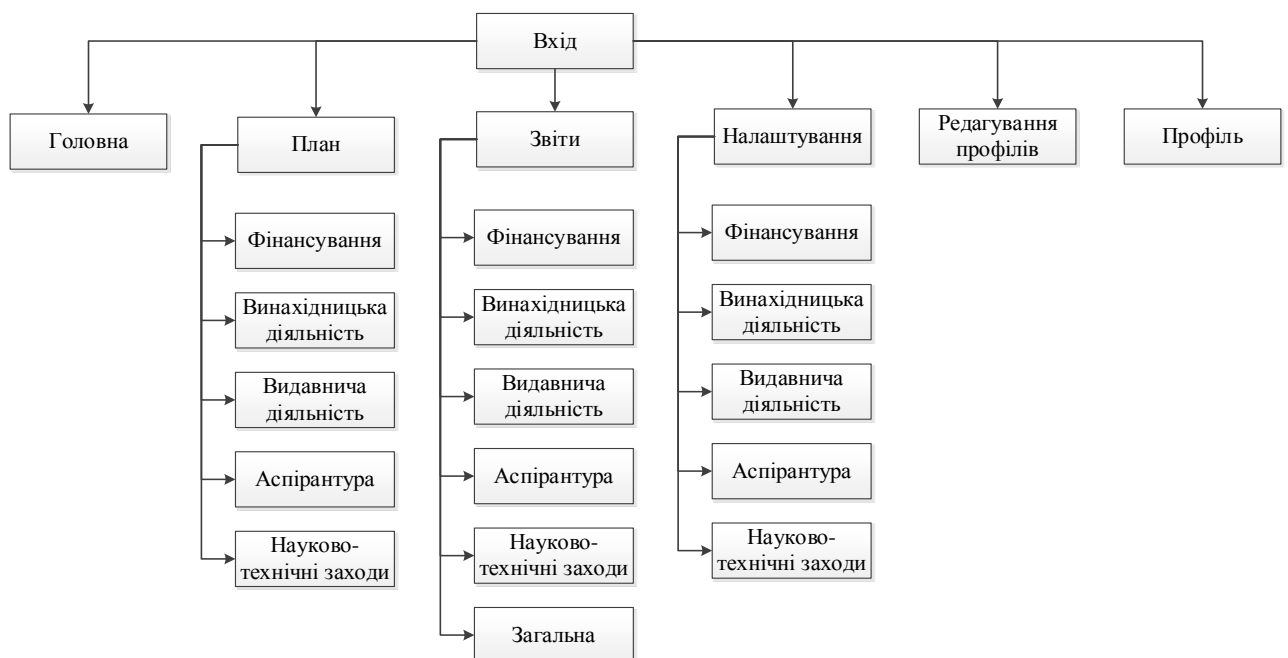 Вхід
Головна
План
Звіти
Налаштування
Редагування
профілів
Профіль
Фінансування
Винахідницька
діяльність
Видавнича
діяльність
Аспірантура
Науково-
технічні заходи
Фінансування
Винахідницька
діяльність
Видавнича
діяльність
Аспірантура
Науково-
технічні заходи
Загальна
Фінансування
Винахідницька
діяльність
Видавнича
діяльність
Аспірантура
Науково-
технічні заходи